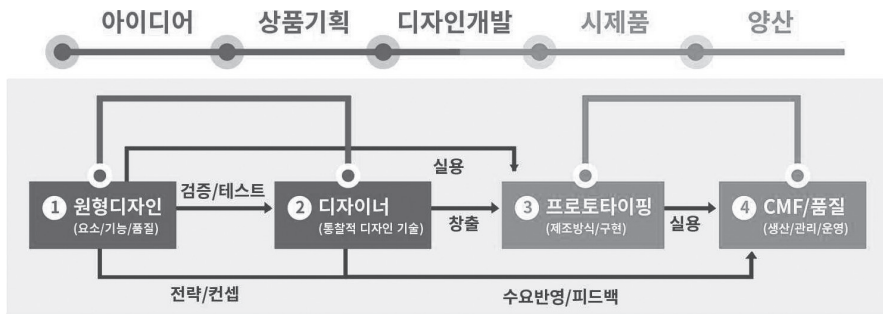 아이디어 상품기획 디자인개발 시제품 양산
실용
검증/테스트
1 원형디자인
(요소/기능/품질)
2 디자이너
(통찰적 디자인 기술)
창출
3 프로토타이핑
(제조방식/구현)
실용
4 CMF/품질
(생산/관리/운영)
전략/컨셉
수요반영/피드백